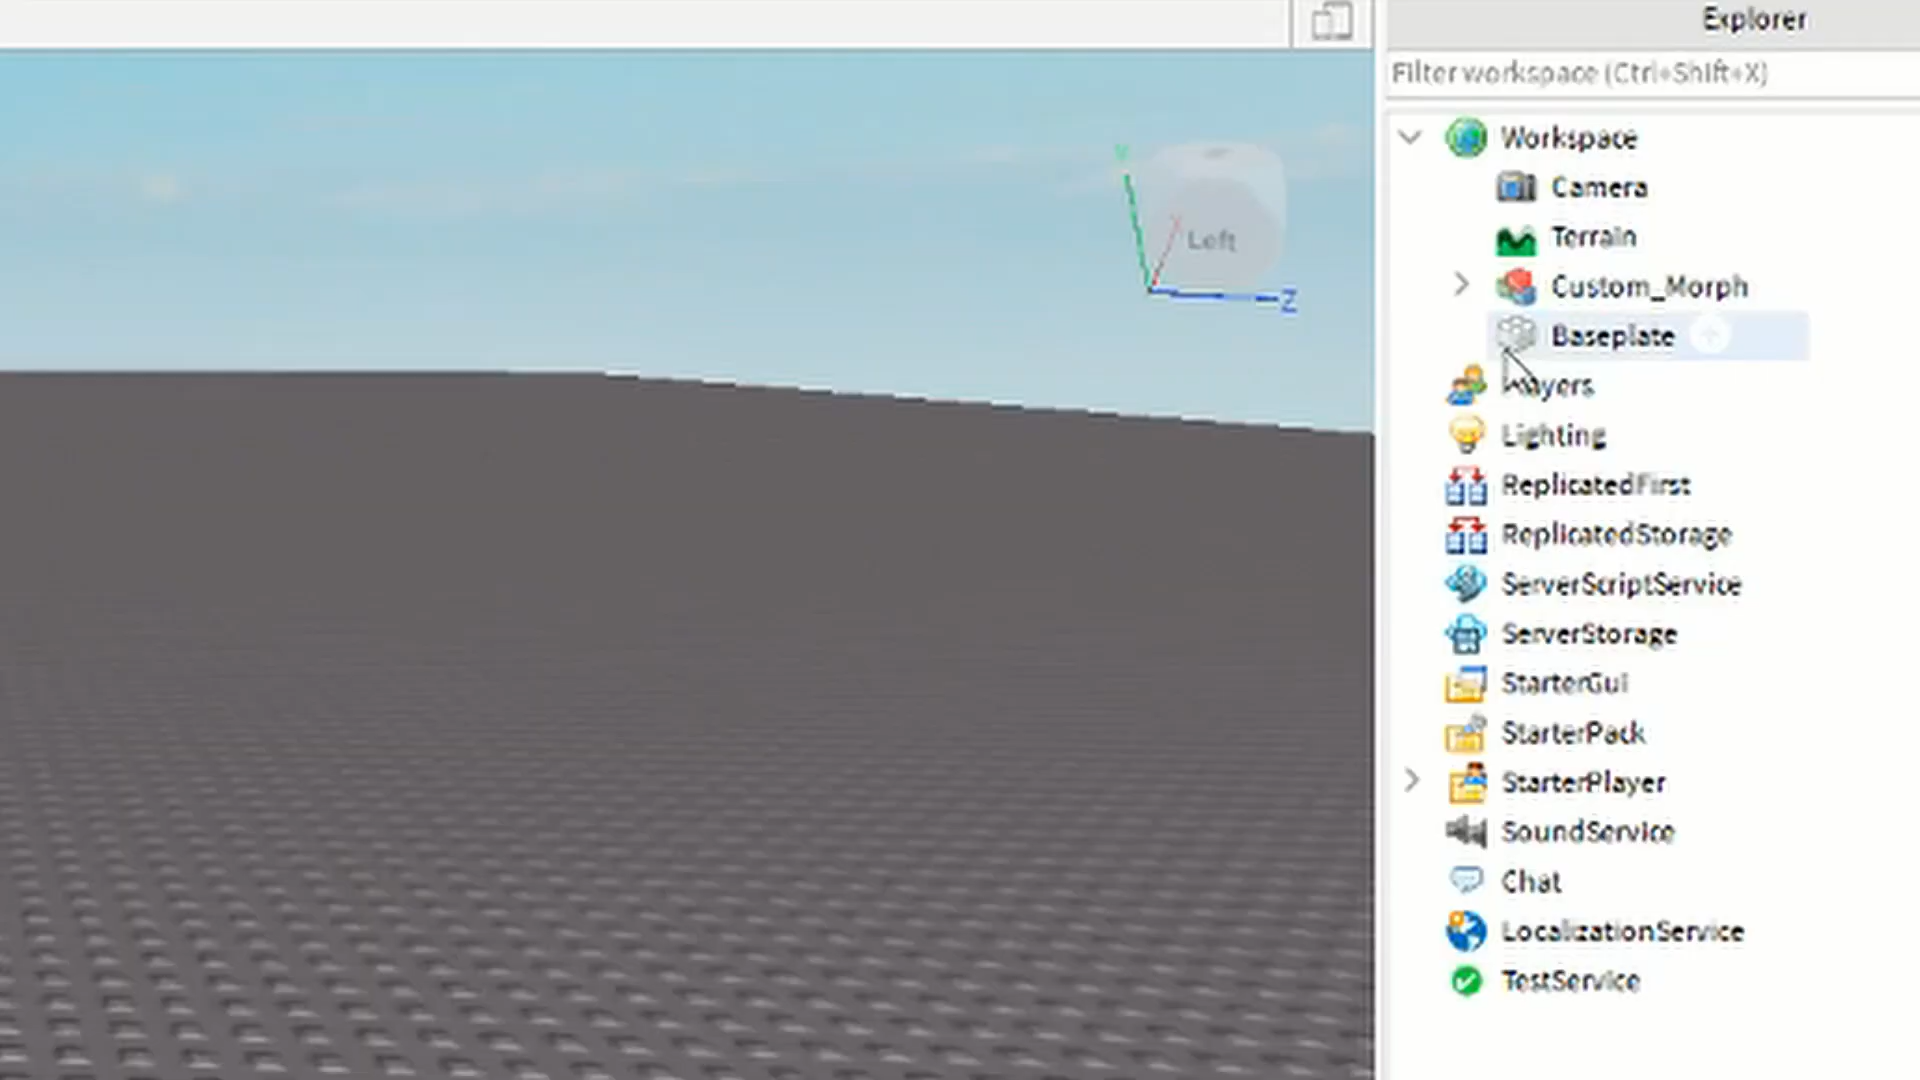 Explorer
Filter workspace (Ctrl+Shift+X)
Workspace
Camera
Terrain
Custom_Morph
Baseplate
Players
Lighting
ReplicatedFirst
ReplicatedStorage
ServerScriptService
ServerStorage
StarterGui
StarterPack
StarterPlayer
SoundService
Chat
LocalizationService
TestService
Y
Left
Z